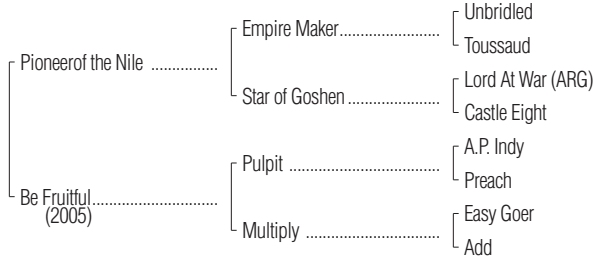 Unbridled
Empire Maker....................
Toussaud
Pioneerof the Nile ................
Lord At War (ARG)
Star of Goshen ...................
Castle Eight
A.P. Indy
Pulpit ...............................
Preach
Be Fruitful..........................
(2005)
Easy Goer
Multiply ...........................
Add